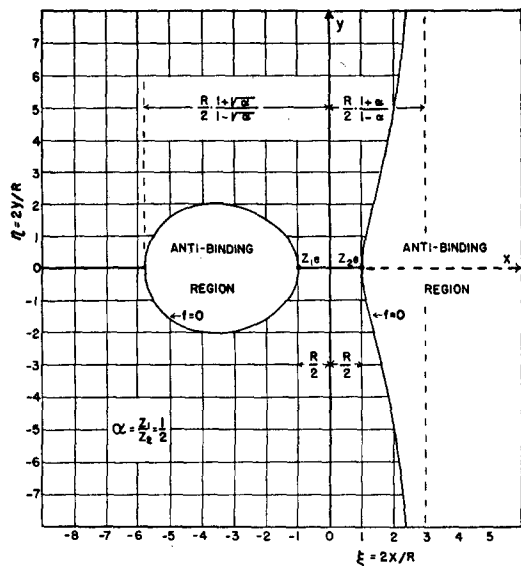 8
7
6
5
4
3
2
1
0
-1
-2
-3
-4
-5
-6
-7
η=2y/R
y
R/2 · 1+√α/1-√α
R/2 · 1+α/1-α
ANTI-BINDING
REGION
Z₁e
Z₂e
ANTI-BINDING
REGION
x
f=0
f=0
R/2
R/2
α=Z₁/Z₂=1/2
-8 -7 -6 -5 -4 -3 -2 -1 0 1 2 3 4 5
ξ = 2X/R